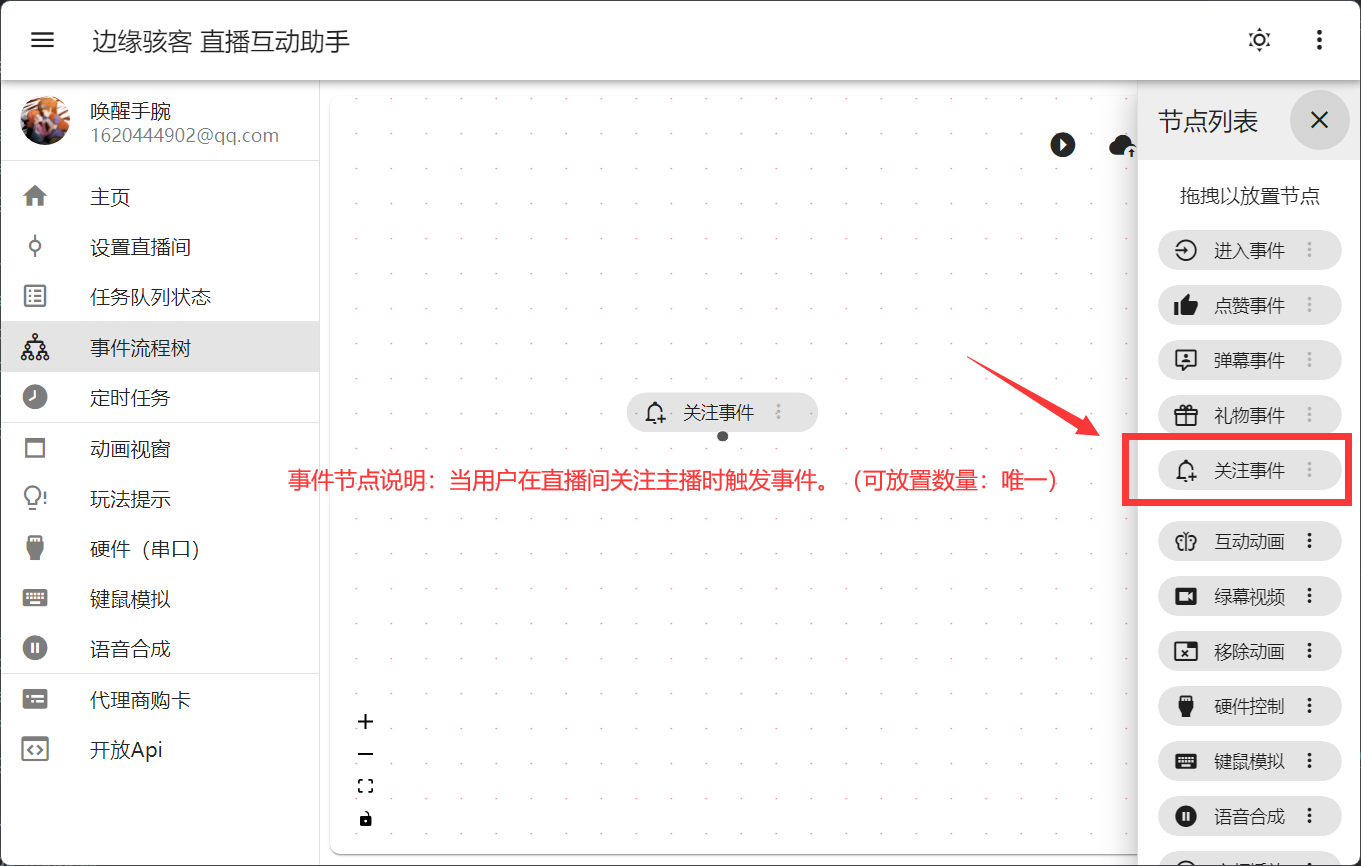 边缘骇客 直播互动助手
唤醒手腕
1620444902@qq.com
主页
设置直播间
任务队列状态
事件流程树
定时任务
动画视窗
玩法提示
硬件（串口）
键鼠模拟
语音合成
代理商购卡
开放Api
关注事件
事件节点说明：当用户在直播间关注主播时触发事件。（可放置数量：唯一）
节点列表
拖拽以放置节点
进入事件
点赞事件
弹幕事件
礼物事件
关注事件
互动动画
绿幕视频
移除动画
硬件控制
键鼠模拟
语音合成